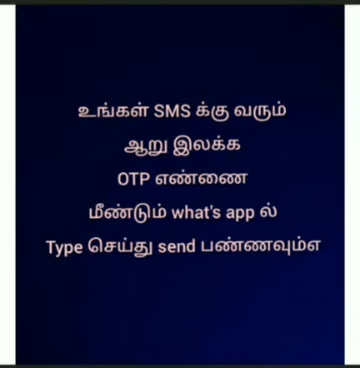 உங்கள் SMS க்கு வரும்
ஆறு இலக்க
OTP எண்ணை
மீண்டும் what's app ல்
Type செய்து send பண்ணவும்எ